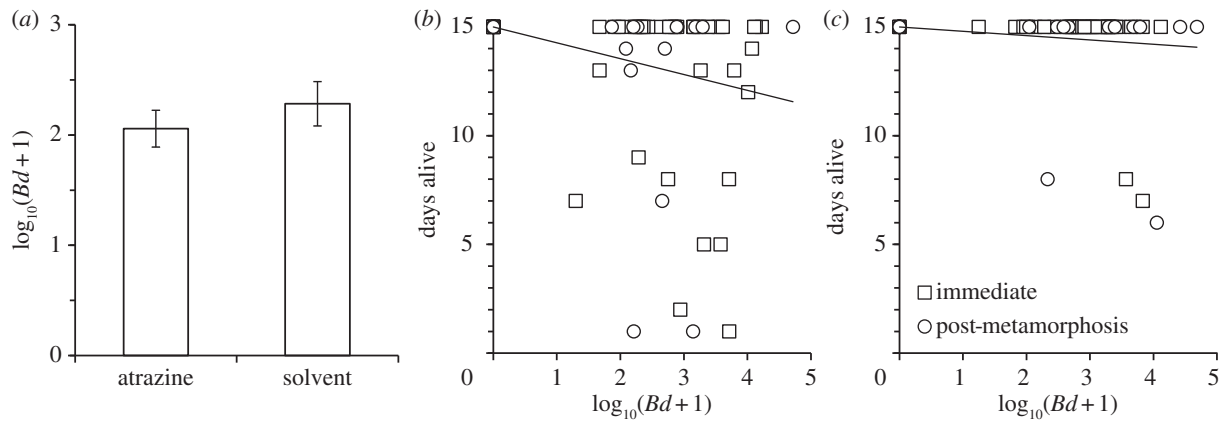 (a)
3
2
1
0
log10(Bd + 1)
atrazine solvent
(b)
15
10
5
0 1 2 3 4 5
days alive
log10(Bd + 1)
(c)
15
10
5
0 1 2 3 4 5
days alive
immediate
post-metamorphosis
log10(Bd + 1)